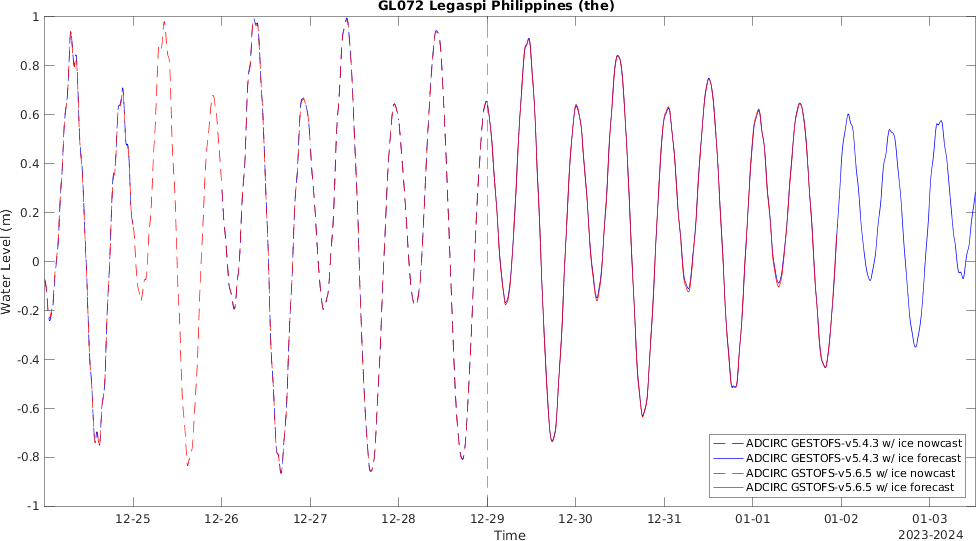 GL072 Legaspi Philippines (the)
Water Level (m)
1
0.8
0.6
0.4
0.2
0
-0.2
-0.4
-0.6
-0.8
-1
ADCIRC GESTOFS-v5.4.3 w/ ice nowcast
ADCIRC GESTOFS-v5.4.3 w/ ice forecast
ADCIRC GSTOFS-v5.6.5 w/ ice nowcast
ADCIRC GSTOFS-v5.6.5 w/ ice forecast
12-25 12-26 12-27 12-28 12-29 12-30 12-31 01-01 01-02 01-03
Time
2023-2024